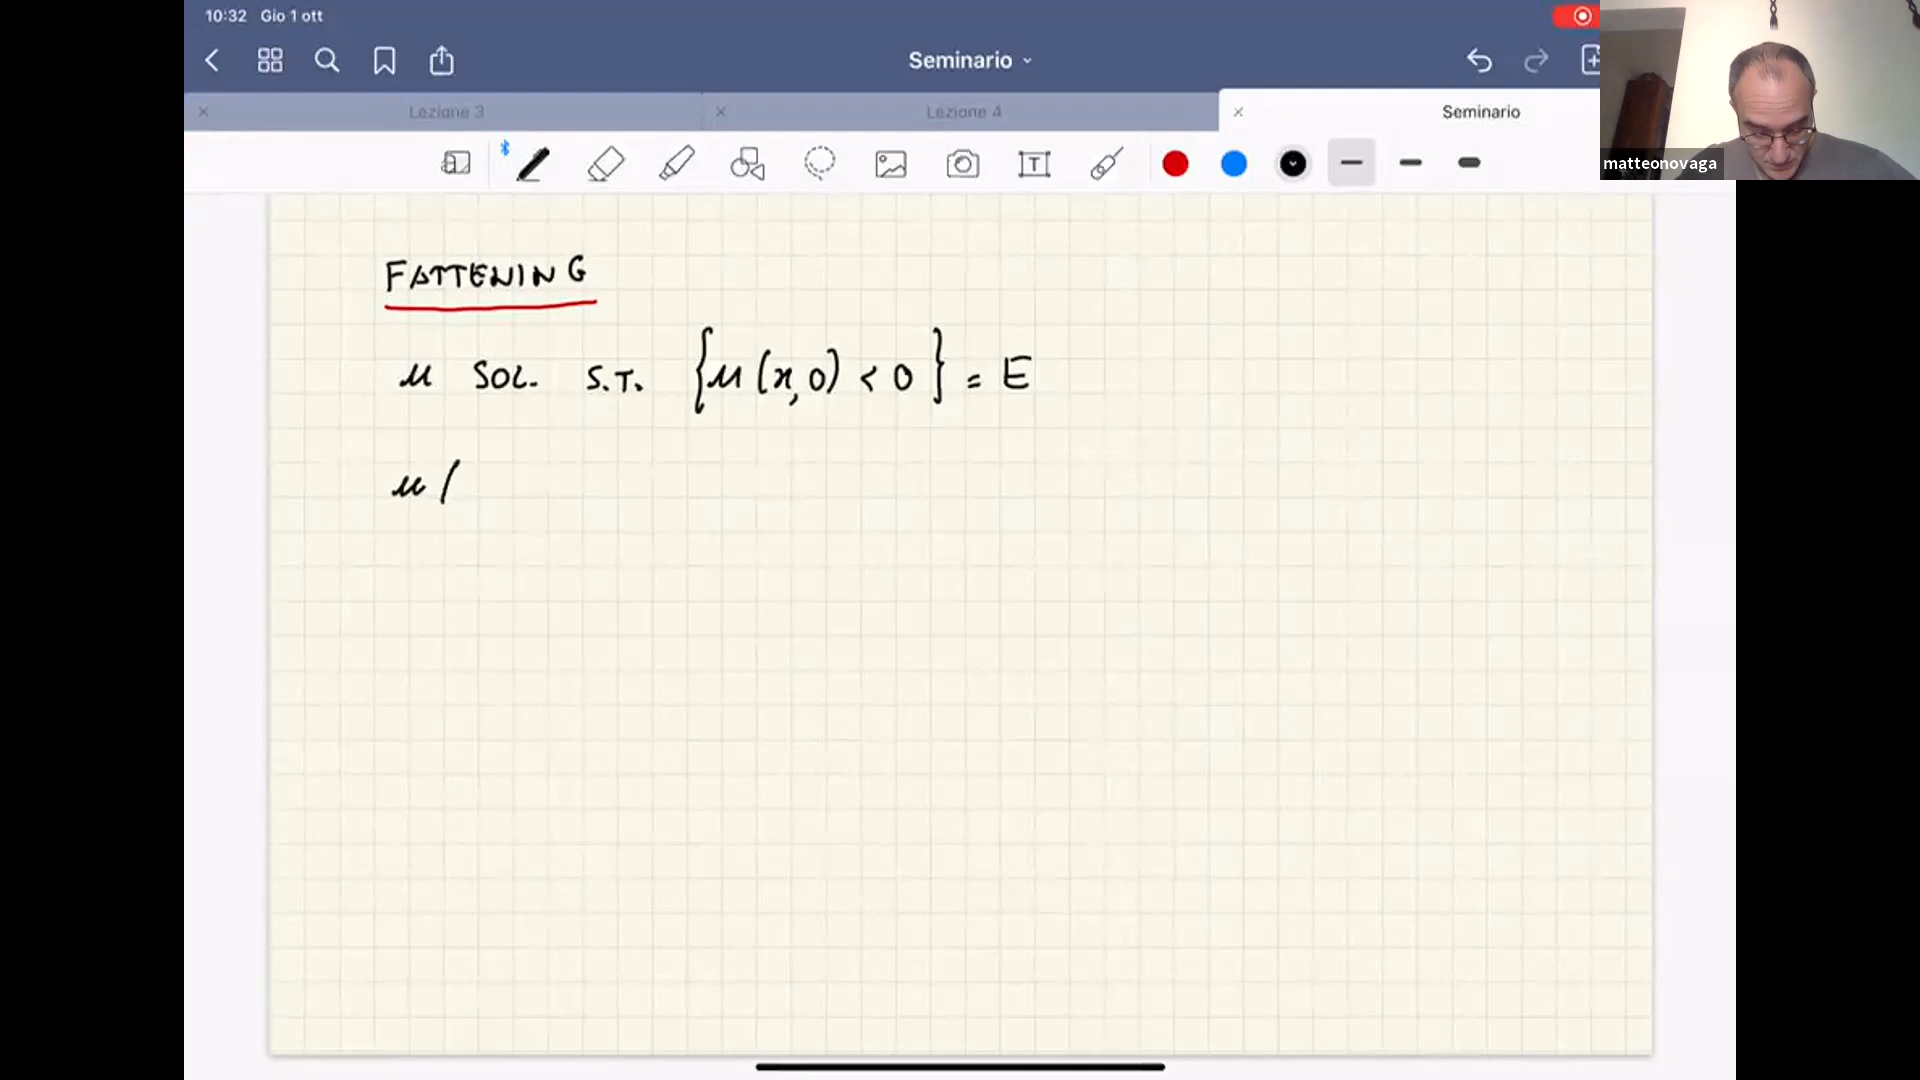 10:32 Gio 1 ott
Seminario
Lezione 3
Lezione 4
Seminario
matteonovaga
FATTENING
u SOL. S.T. {u(x,0) < 0} = E
u(